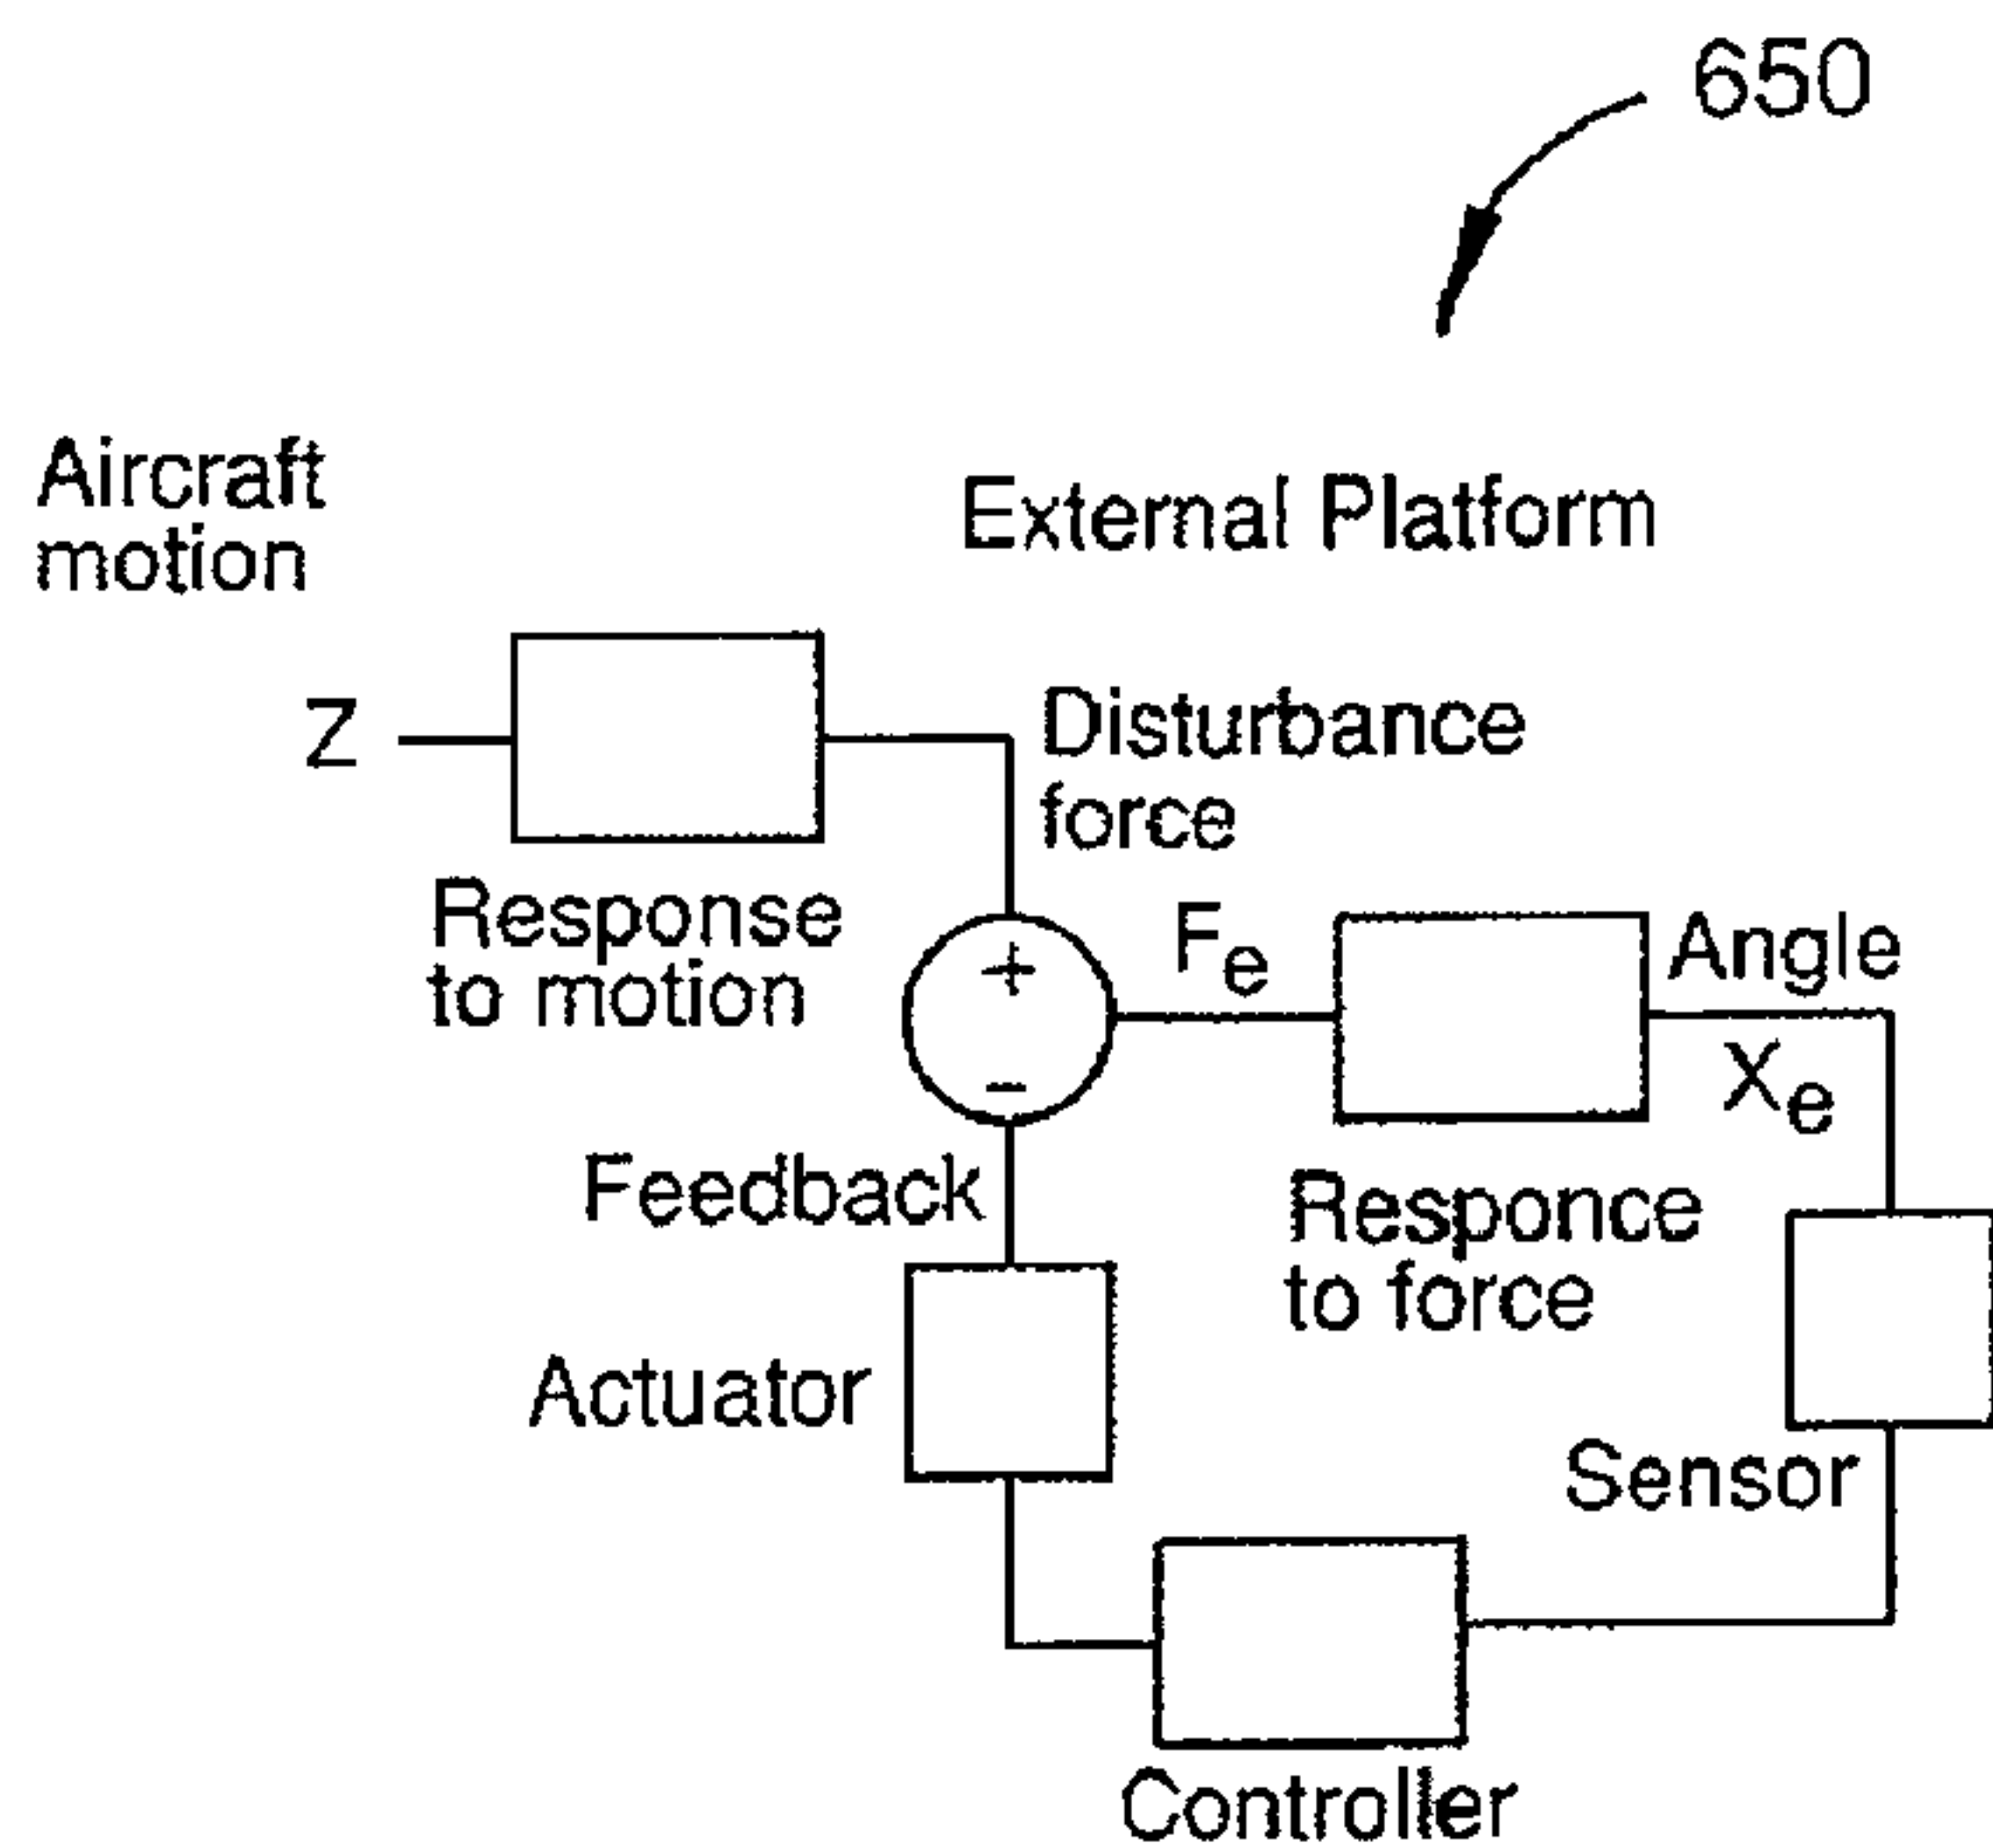 650
Aircraft
motion
External Platform
Z
Disturbance
force
Response
to motion
+
Fe
Angle
Xe
-
Feedback
Responce
to force
Actuator
Sensor
Controller